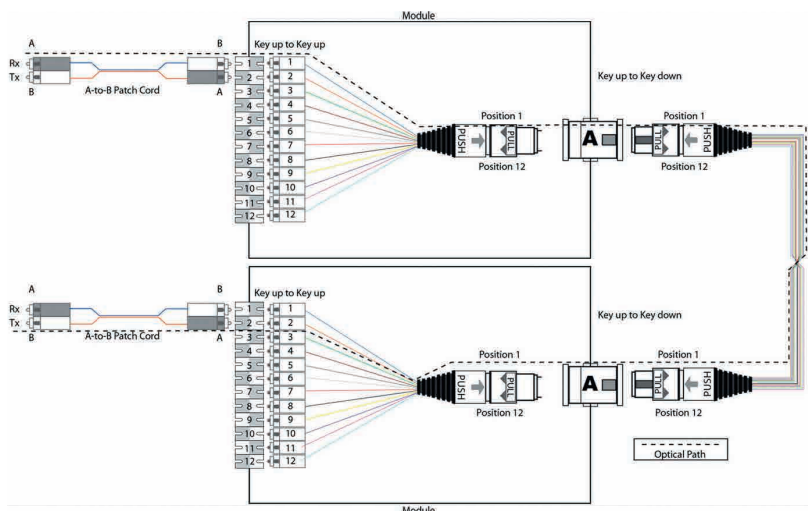 Module
A
B
Key up to Key up
Rx
Tx
B
A-to-B Patch Cord
A
Key up to Key down
1
2
3
4
5
6
7
8
9
10
11
12
1
2
3
4
5
6
7
8
9
10
11
12
Position 1
PUSH
PULL
Position 12
A
Position 1
PULL
PUSH
Position 12
A
B
Key up to Key up
Rx
Tx
B
A-to-B Patch Cord
A
Key up to Key down
1
2
3
4
5
6
7
8
9
10
11
12
1
2
3
4
5
6
7
8
9
10
11
12
Position 1
PUSH
PULL
Position 12
A
Position 1
PULL
PUSH
Position 12
Optical Path
Module